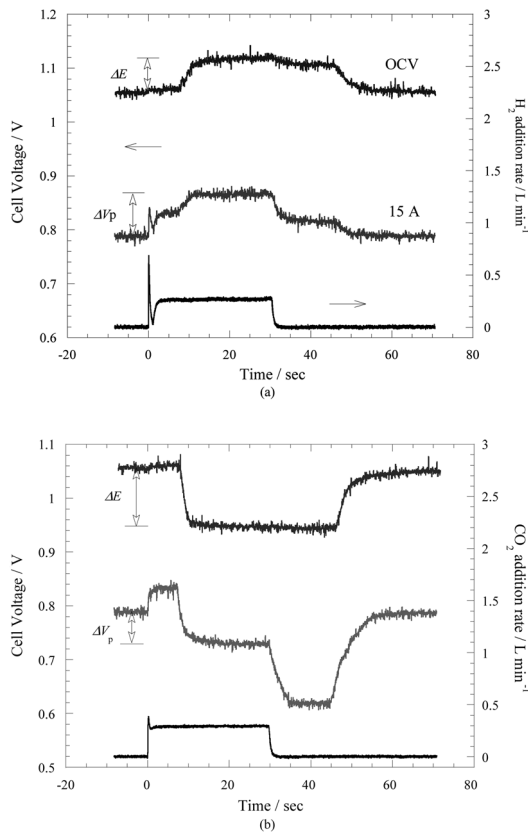 1.2
1.1
1
0.9
0.8
0.7
0.6
Cell Voltage / V
3
2.5
2
1.5
1
0.5
0
H2 addition rate / L min-1
ΔE
OCV
ΔVp
15 A
-20 0 20 40 60 80
Time / sec
(a)
1.1
1
0.9
0.8
0.7
0.6
0.5
Cell Voltage / V
3
2.5
2
1.5
1
0.5
0
CO2 addition rate / L min-1
ΔE
ΔVp
-20 0 20 40 60 80
Time / sec
(b)